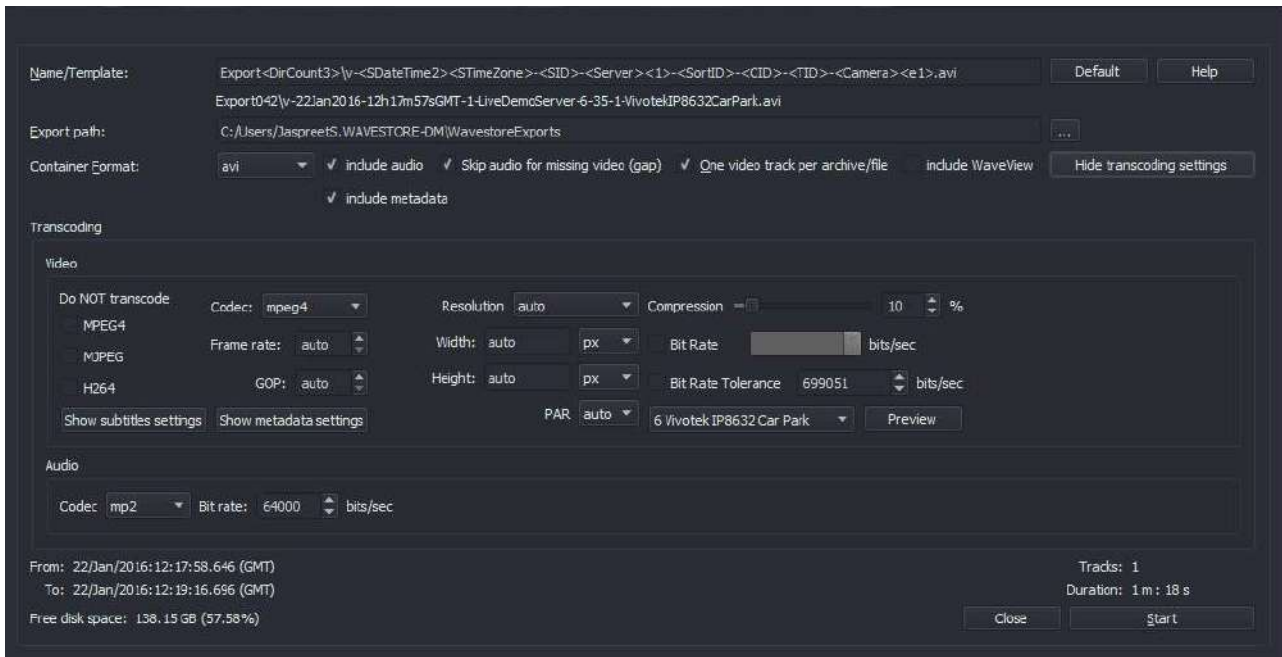 Name/Template: Export<DirCount3>\v-<SDateTime2><STimeZone>-<SID>-<Server><1>-<SortID>-<CID>-<TID>-<Camera><e1>.avi Default Help
Export042\v-22Jan2016-12h17m57sGMT-1-LiveDemoServer-6-35-1-VivotekIP8632CarPark.avi
Export path: C:/Users/JaspreetS.WAVESTORE-DM\WavestoreExports ...
Container Format: avi include audio Skip audio for missing video (gap) One video track per archive/file include WaveView Hide transcoding settings
include metadata
Transcoding
Video
Do NOT transcode Codec: mpeg4 Resolution auto Compression 10 %
MPEG4
Frame rate: auto Width: auto px Bit Rate bits/sec
MJPEG
H264 GOP: auto Height: auto px Bit Rate Tolerance 699051 bits/sec
Show subtitles settings Show metadata settings PAR auto 6 Vivotek IP8632 Car Park Preview
Audio
Codec mp2 Bit rate: 64000 bits/sec
From: 22/Jan/2016:12:17:58.646 (GMT) Tracks: 1
To: 22/Jan/2016:12:19:16.696 (GMT) Duration: 1 m : 18 s
Free disk space: 138.15 GB (57.58%) Close Start